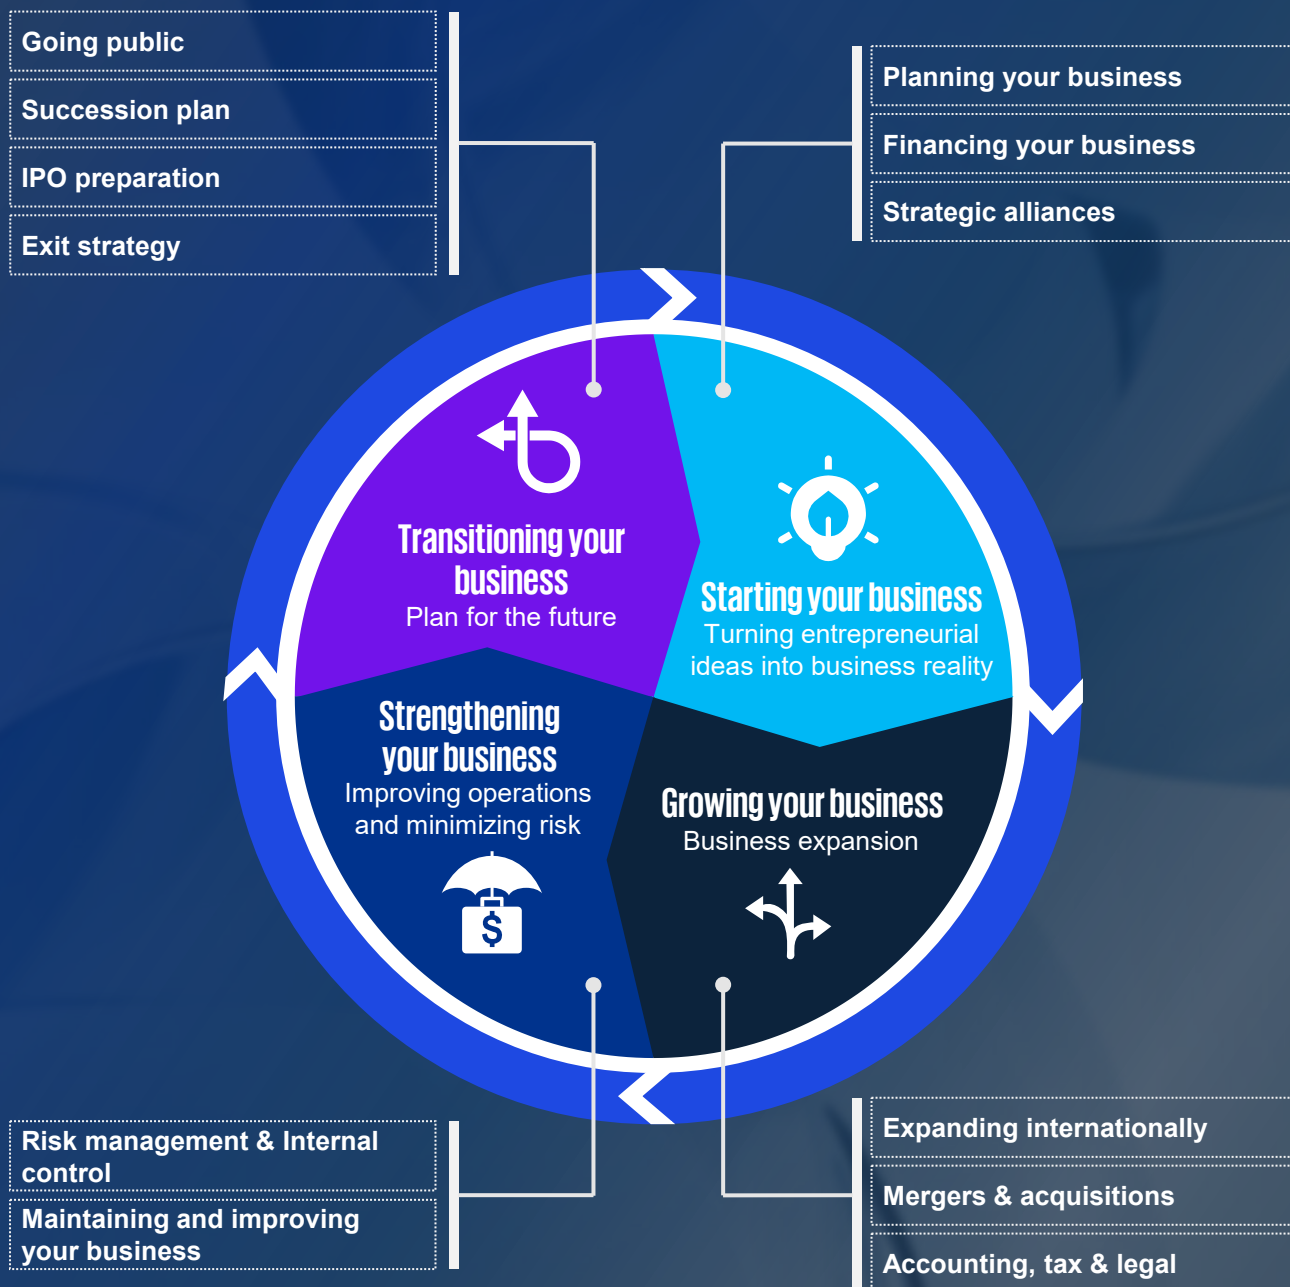 Going public
Succession plan
IPO preparation
Exit strategy
Planning your business
Financing your business
Strategic alliances
Transitioning your
business
Plan for the future
Starting your business
Turning entrepreneurial
ideas into business reality
Strengthening
your business
Improving operations
and minimizing risk
$
Growing your business
Business expansion
Risk management & Internal
control
Maintaining and improving
your business
Expanding internationally
Mergers & acquisitions
Accounting, tax & legal